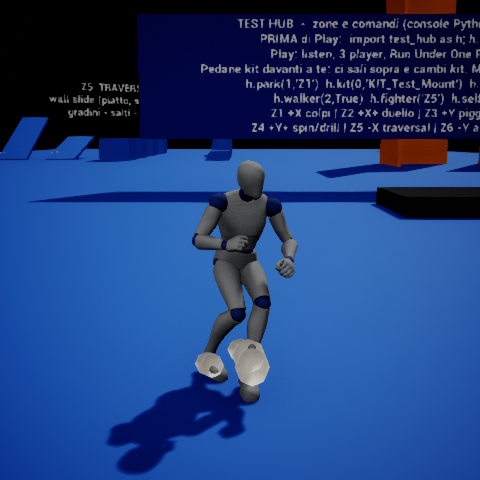 TEST HUB - zone e comandi (console Pyth
PRIMA di Play: import test_hub as h; h.
Play: listen, 3 player, Run Under One P
Pedane kit davanti a te: ci sali sopra e cambi kit. M
h.park(1,'Z1') h.kit(0,'KIT_Test_Mount') h.
h.walker(2,True) h.fighter('Z5') h.sel
Z1 +X colpi | Z2 +X+ duello | Z3 +Y pigg
Z4 +Y+ spin/drill | Z5 -X traversal | Z6 -Y a
Z5 TRAVERS
wall slide (piatto, s
gradini - salti -